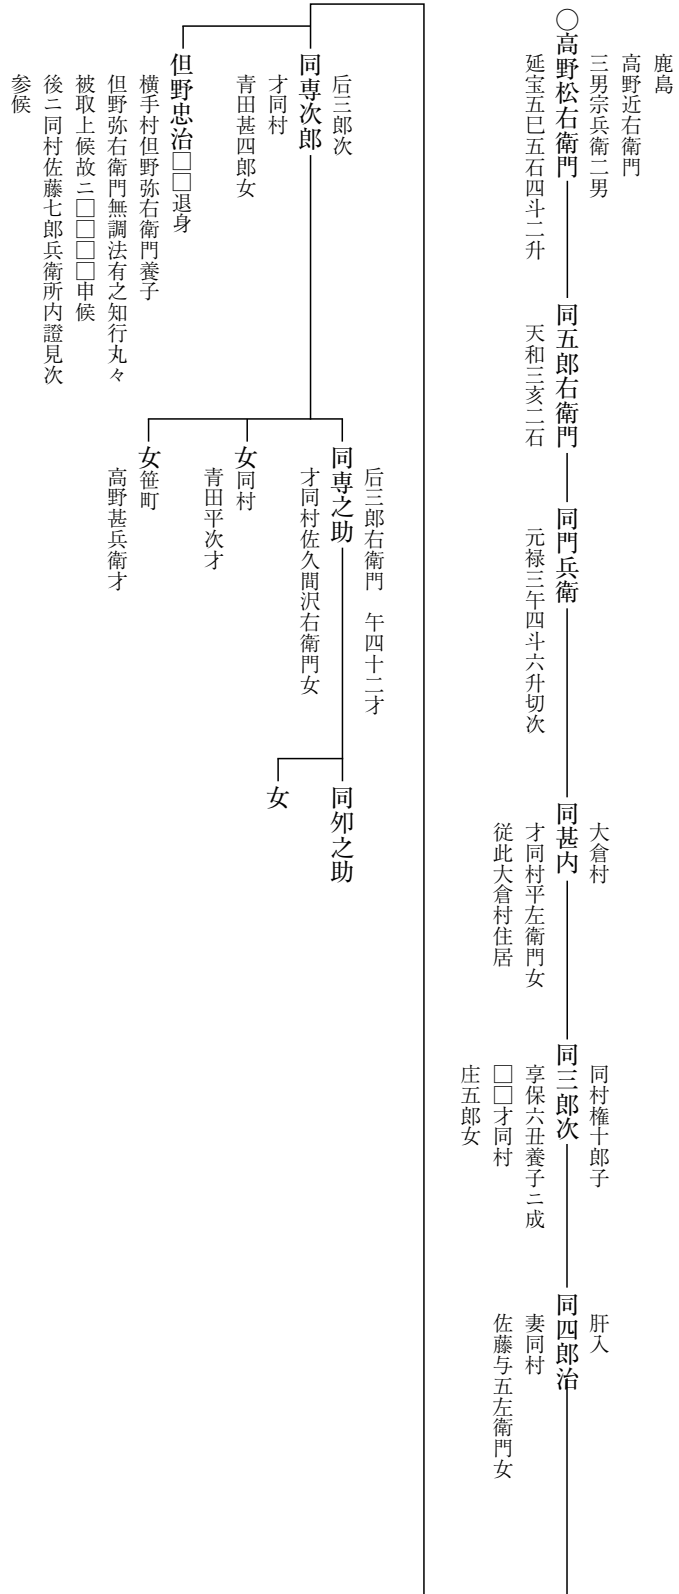 鹿島
高野近右衛門
三男宗兵衛二男
〇高野松右衛門
延宝五巳五石四斗二升
同五郎右衛門
天和三亥二石
同門兵衛
元禄三午四斗六升切次
大倉村
同甚内
才同村平左衛門女
従此大倉村住居
同村権十郎子
同三郎次
享保六丑養子ニ成
□□才同村
庄五郎女
肝入
同四郎治
妻同村
佐藤与五左衛門女
后三郎次
同専次郎
才同村
青田甚四郎女
但野忠治□□退身
横手村但野弥右衛門養子
但野弥右衛門無調法有之知行丸々
被取上候故ニ□□□□申候
後ニ同村佐藤七郎兵衛所内證見次
参候
后三郎右衛門　午四十二才
同専之助
才同村佐久間沢右衛門女
女同村
青田平次才
女笹町
高野甚兵衛才
同夘之助
女